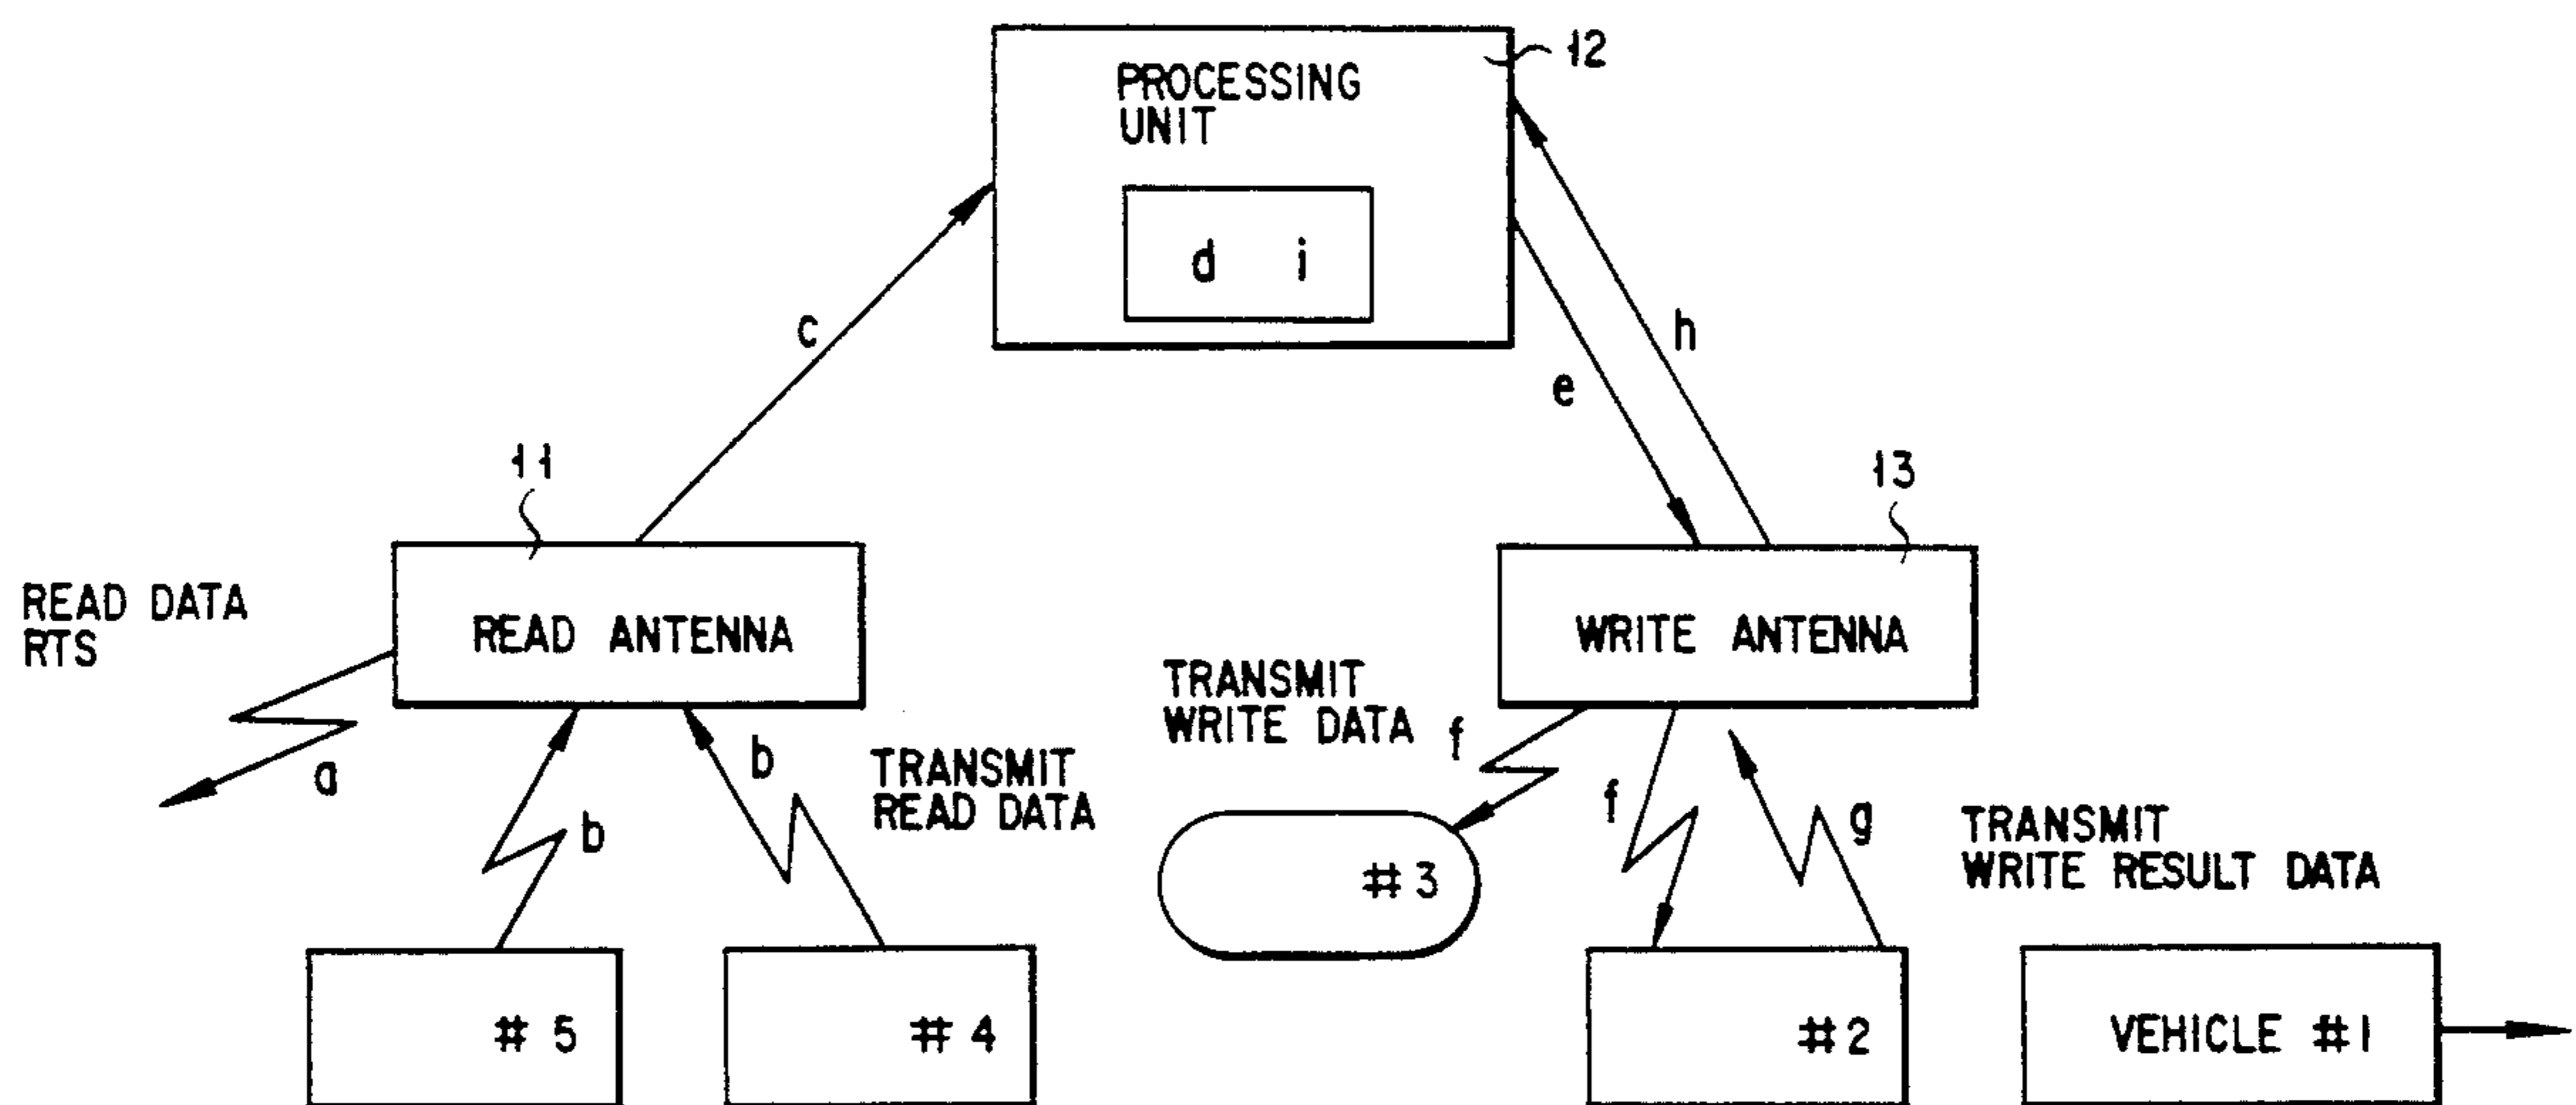 12
PROCESSING
UNIT
d i
c
h
e
11
13
READ DATA
RTS
READ ANTENNA
WRITE ANTENNA
TRANSMIT
WRITE DATA
f
a
b
b
TRANSMIT
READ DATA
f
g
TRANSMIT
WRITE RESULT DATA
#3
#5
#4
#2
VEHICLE #1